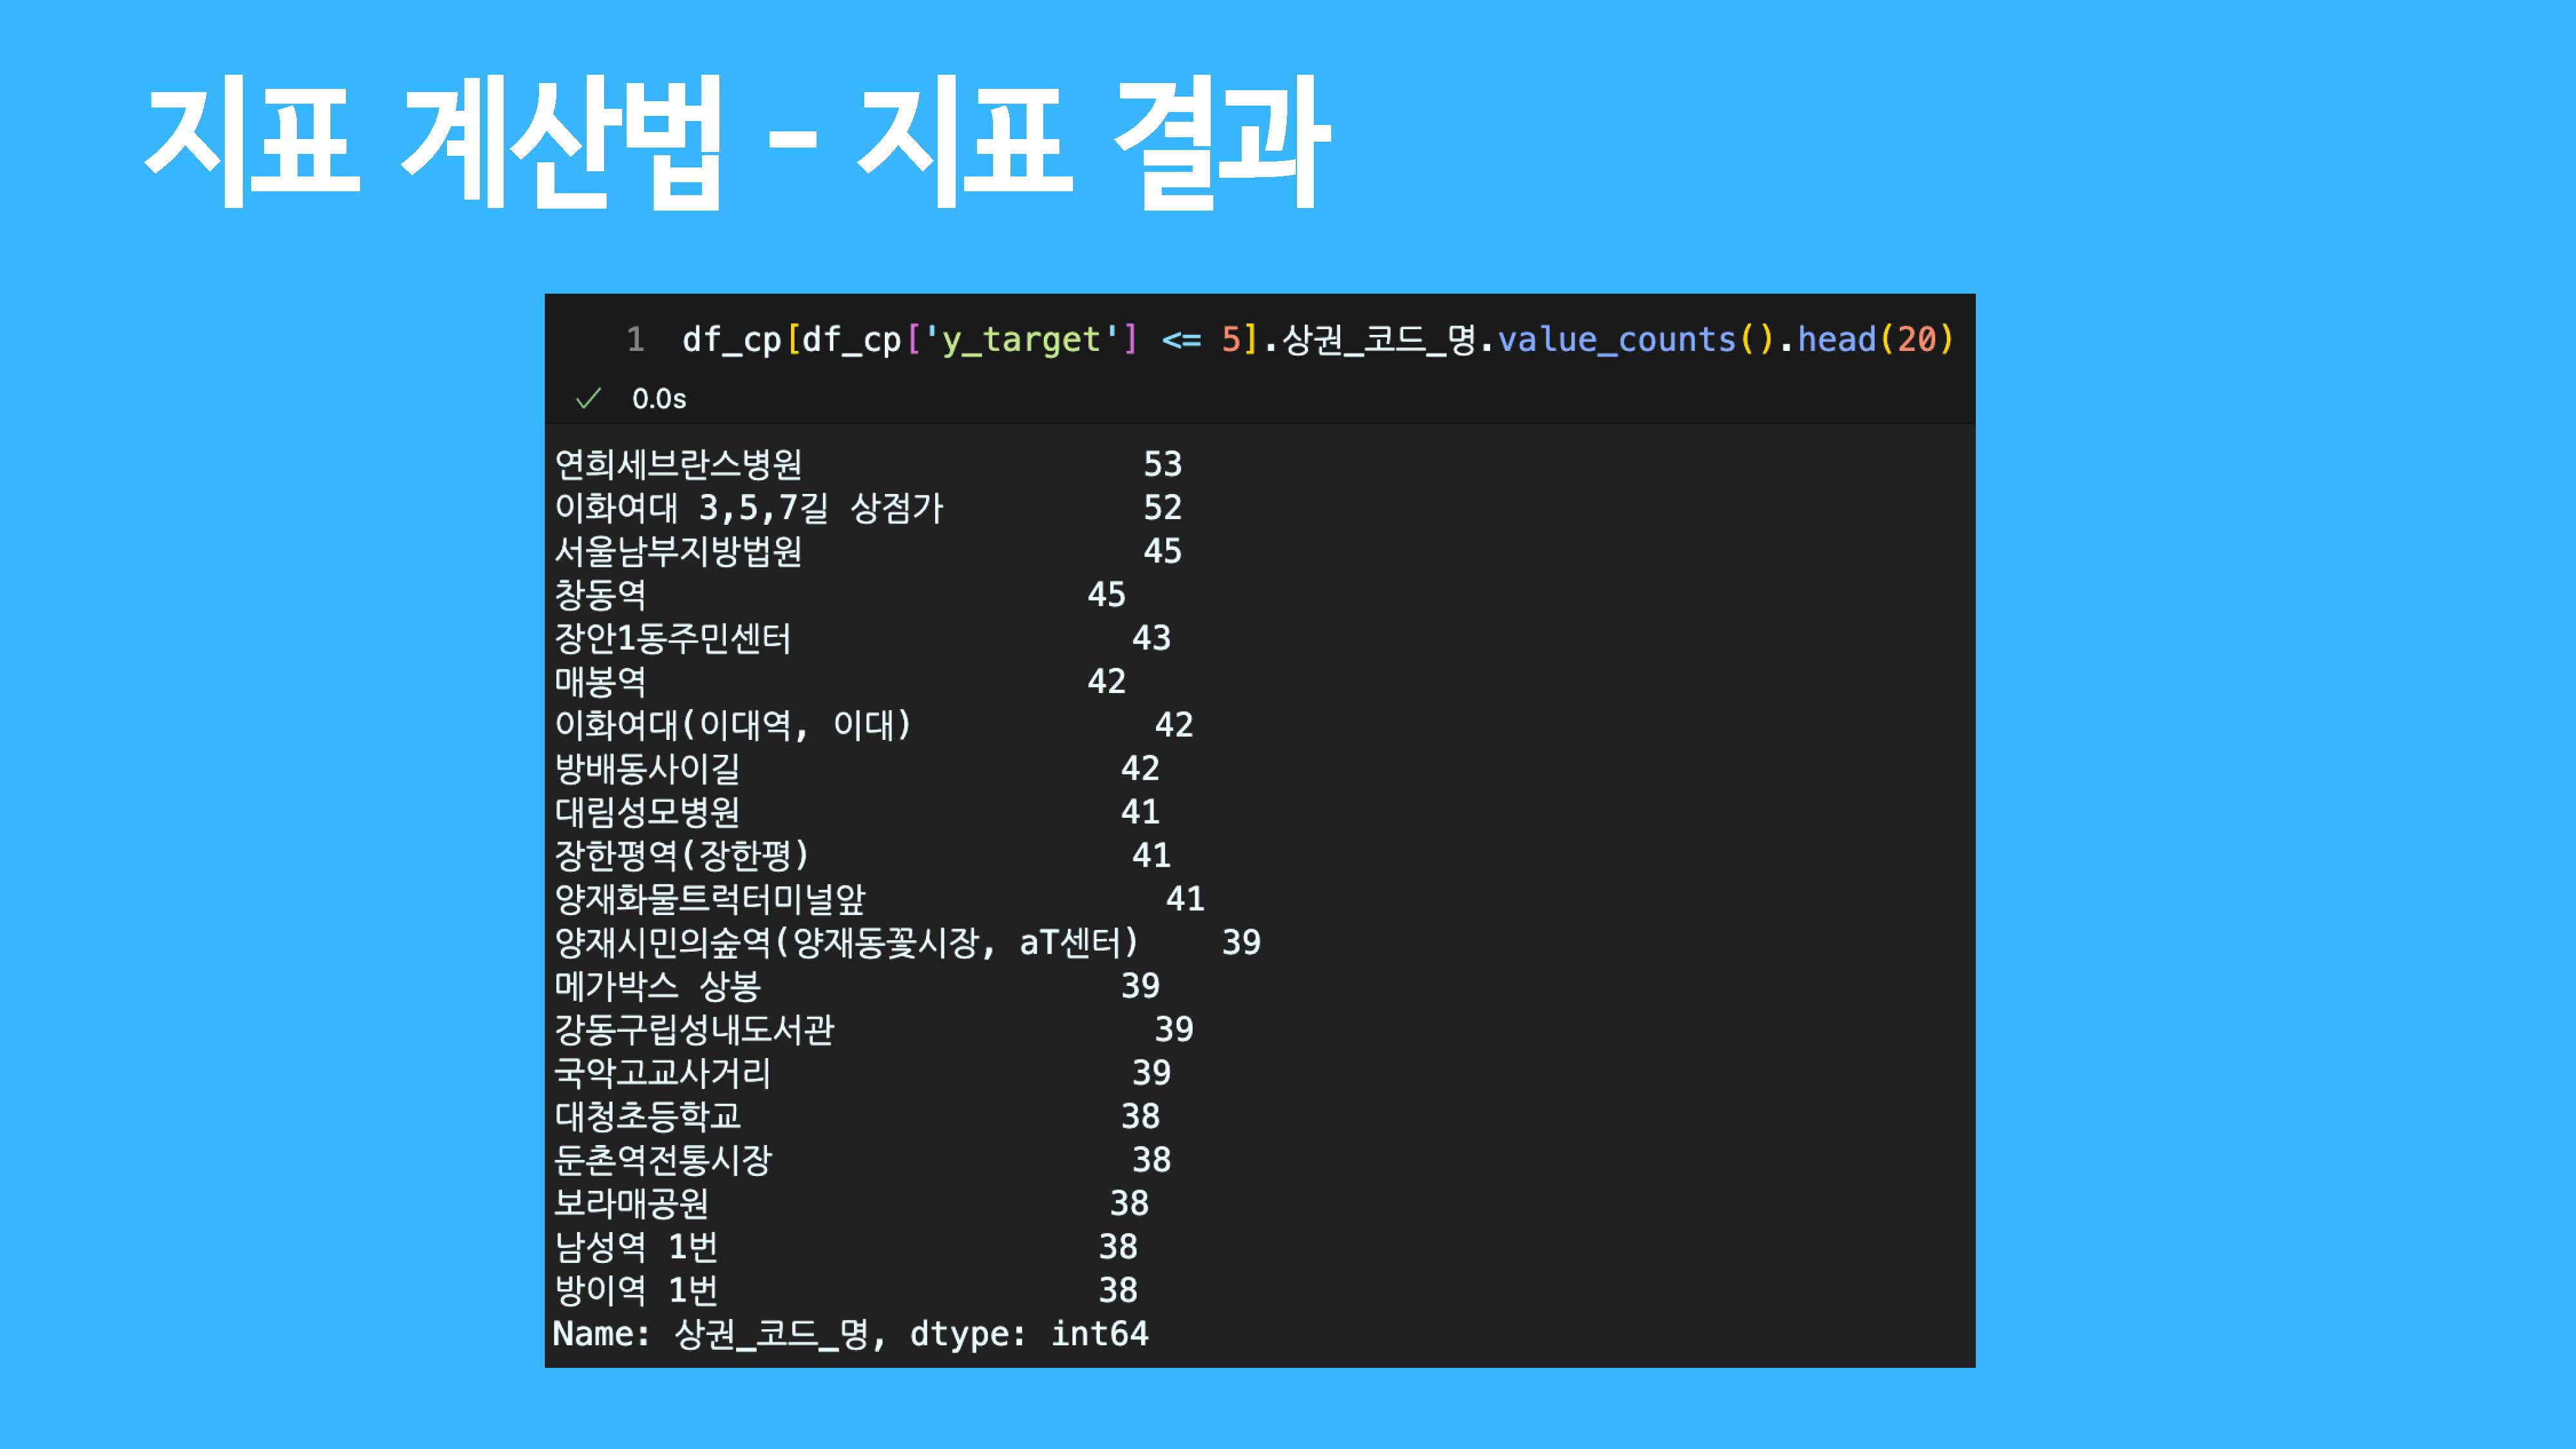 지표 계산법 - 지표 결과
1 df_cp[df_cp['y_target'] <= 5].상권_코드_명.value_counts().head(20)
✓ 0.0s
연희세브란스병원 53
이화여대 3,5,7길 상점가 52
서울남부지방법원 45
창동역 45
장안1동주민센터 43
매봉역 42
이화여대(이대역, 이대) 42
방배동사이길 42
대림성모병원 41
장한평역(장한평) 41
양재화물트럭터미널앞 41
양재시민의숲역(양재동꽃시장, aT센터) 39
메가박스 상봉 39
강동구립성내도서관 39
국악고교사거리 39
대청초등학교 38
둔촌역전통시장 38
보라매공원 38
남성역 1번 38
방이역 1번 38
Name: 상권_코드_명, dtype: int64